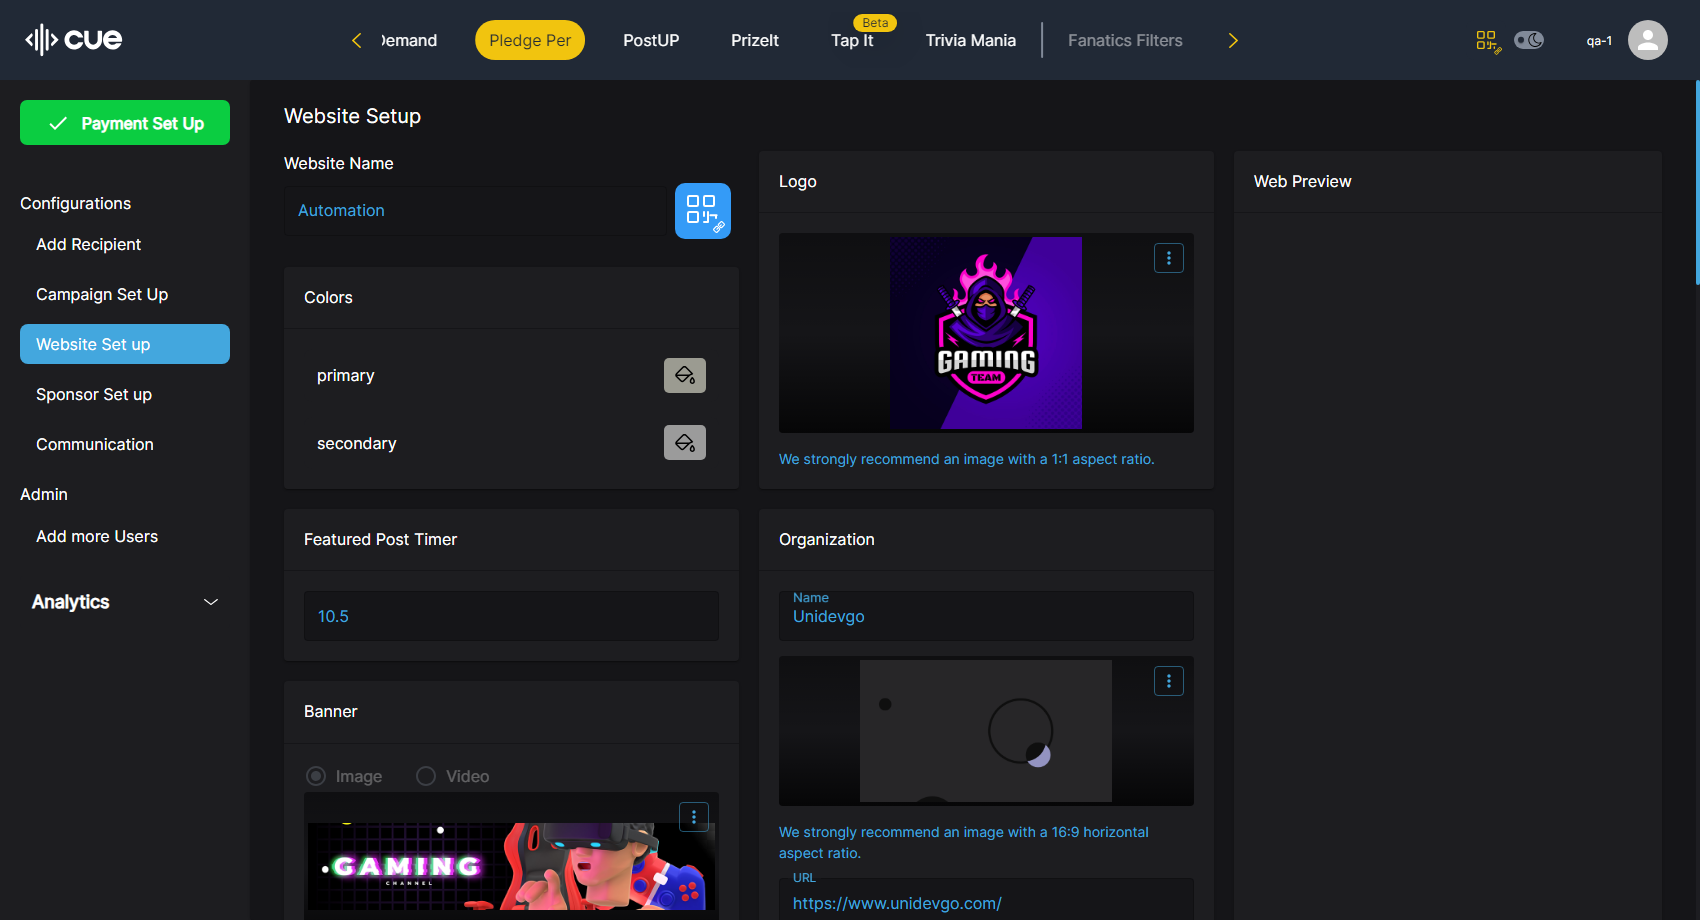 cue
Demand
Pledge Per
PostUP
PrizeIt
Beta
Tap It
Trivia Mania
Fanatics Filters
qa-1
Payment Set Up
Configurations
Add Recipient
Campaign Set Up
Website Set up
Sponsor Set up
Communication
Admin
Add more Users
Analytics
Website Setup
Website Name
Automation
Colors
primary
secondary
Featured Post Timer
10.5
Banner
Image
Video
GAMING
CHANNEL
Logo
GAMING
TEAM
We strongly recommend an image with a 1:1 aspect ratio.
Organization
Name
Unidevgo
We strongly recommend an image with a 16:9 horizontal
aspect ratio.
URL
https://www.unidevgo.com/
Web Preview